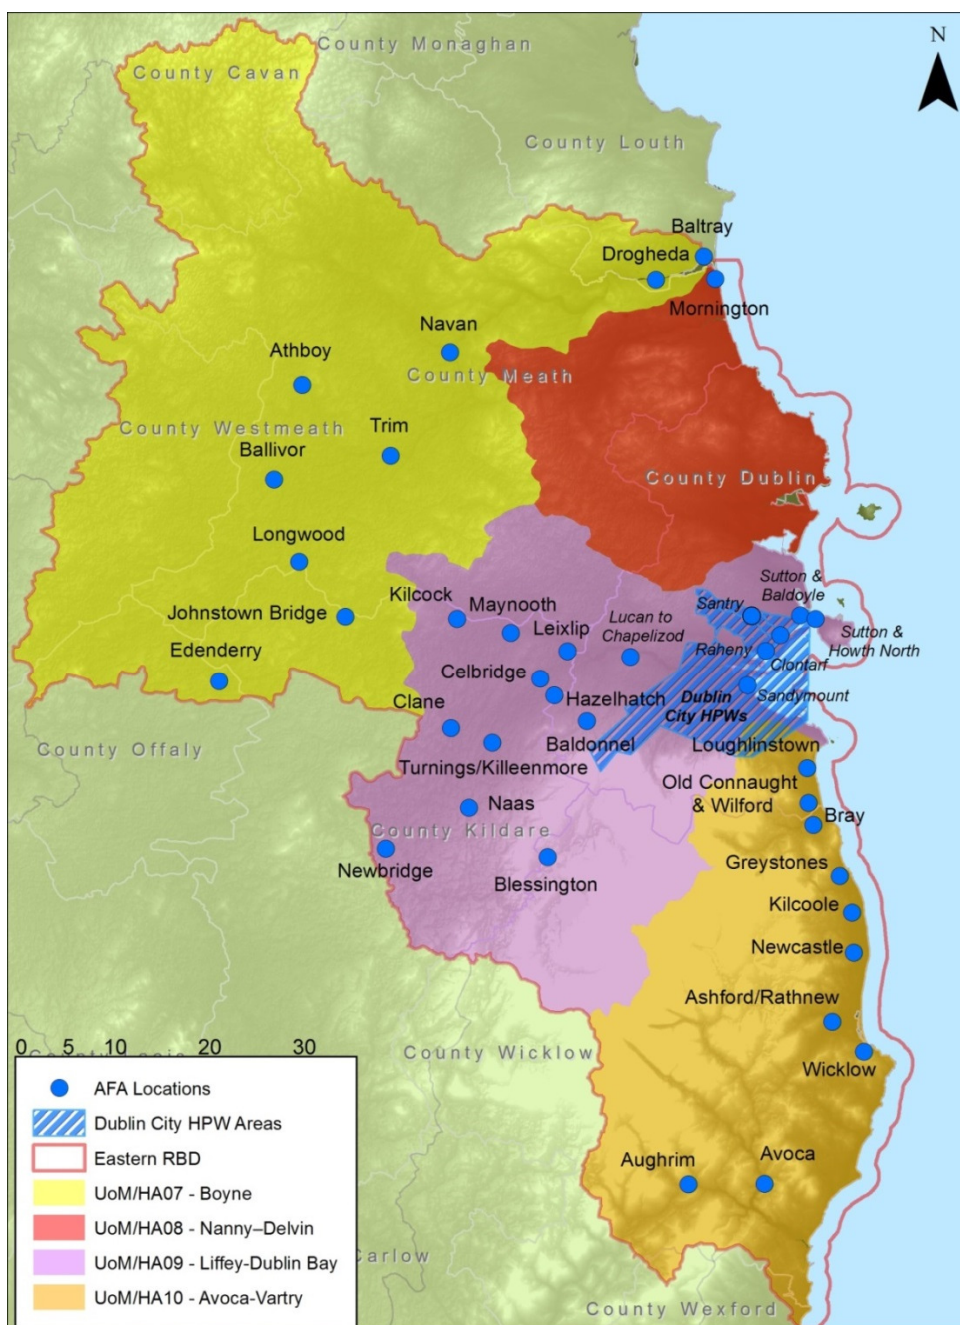 County Monaghan
N
County Cavan
County Louth
Baltray
Drogheda
Mornington
Navan
Athboy
County Meath
County Westmeath
Trim
Ballivor
County Dublin
Longwood
Sutton &
Baldoyle
Kilcock
Maynooth
Santry
Johnstown Bridge
Lucan to
Chapelizod
Leixlip
Sutton &
Howth North
Edenderry
Raheny
Clontarf
Celbridge
Hazelhatch
Dublin
City HPWs
Sandymount
Clane
County Offaly
Baldonnel
Loughlinstown
Turnings/Killeenmore
Old Connaught
& Wilford
Naas
Bray
County Kildare
Newbridge
Greystones
Blessington
Kilcoole
Newcastle
Ashford/Rathnew
0 5 10 20 30
County Wicklow
Wicklow
AFA Locations
Dublin City HPW Areas
Eastern RBD
Aughrim
Avoca
UoM/HA07 - Boyne
UoM/HA08 - Nanny–Delvin
UoM/HA09 - Liffey-Dublin Bay
Carlow
UoM/HA10 - Avoca-Vartry
County Wexford